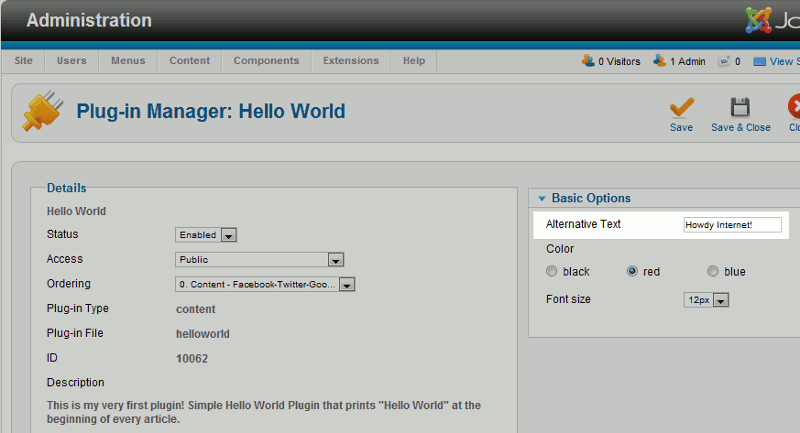 Administration
Site Users Menus Content Components Extensions Help 0 Visitors 1 Admin 0 View
Plug-in Manager: Hello World
Save Save & Close
Details
Hello World
Status Enabled
Access Public
Ordering 0. Content - Facebook-Twitter-Goo...
Plug-in Type content
Plug-in File helloworld
ID 10062
Description
This is my very first plugin! Simple Hello World Plugin that prints "Hello World" at the
beginning of every article.
Basic Options
Alternative Text Howdy Internet!
Color
black red blue
Font size 12px